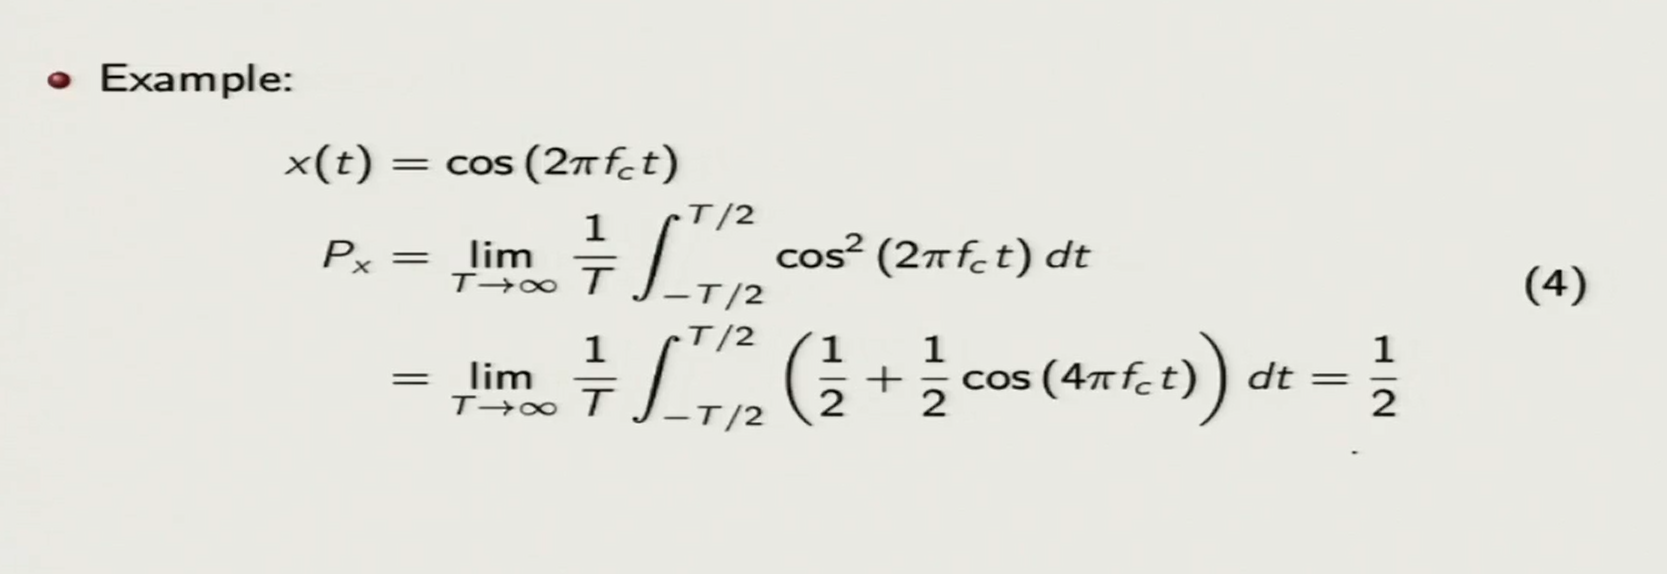 • Example:
x(t) = cos (2πf_c t)
P_x = lim_{T→∞} 1/T ∫_{−T/2}^{T/2} cos² (2πf_c t) dt
(4)
= lim_{T→∞} 1/T ∫_{−T/2}^{T/2} (1/2 + 1/2 cos (4πf_c t)) dt = 1/2